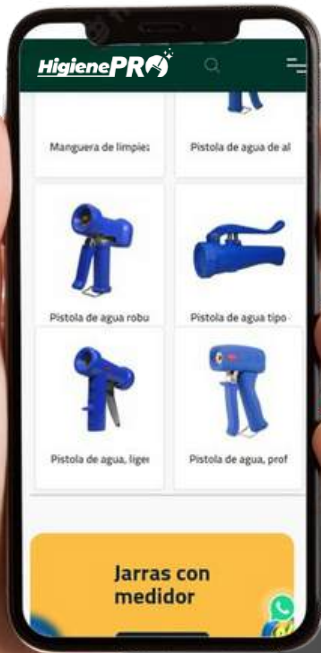 HigienePRO
Manguera de limpiez
Pistola de agua de al
Pistola de agua robu
Pistola de agua tipo
Pistola de agua, liger
Pistola de agua, prof
Jarras con
medidor